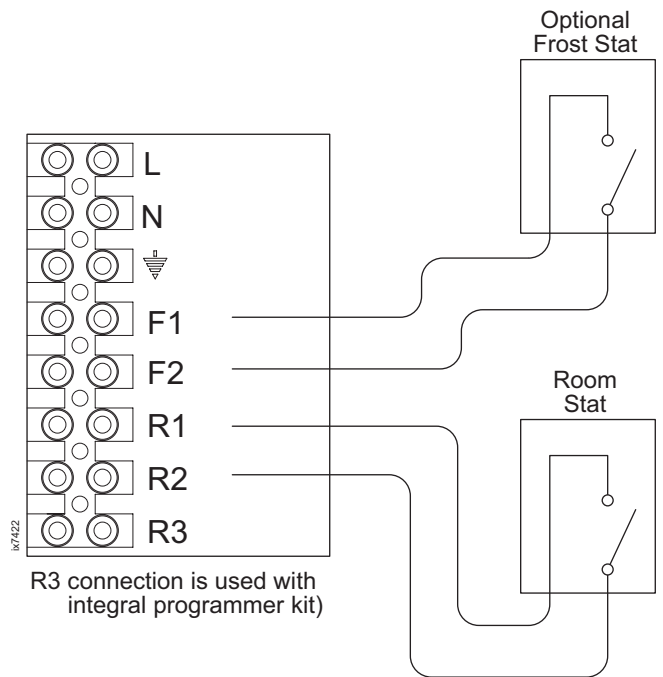 Optional
Frost Stat
L
N
F1
F2
R1
R2
R3
Room
Stat
ix7422
R3 connection is used with
integral programmer kit)